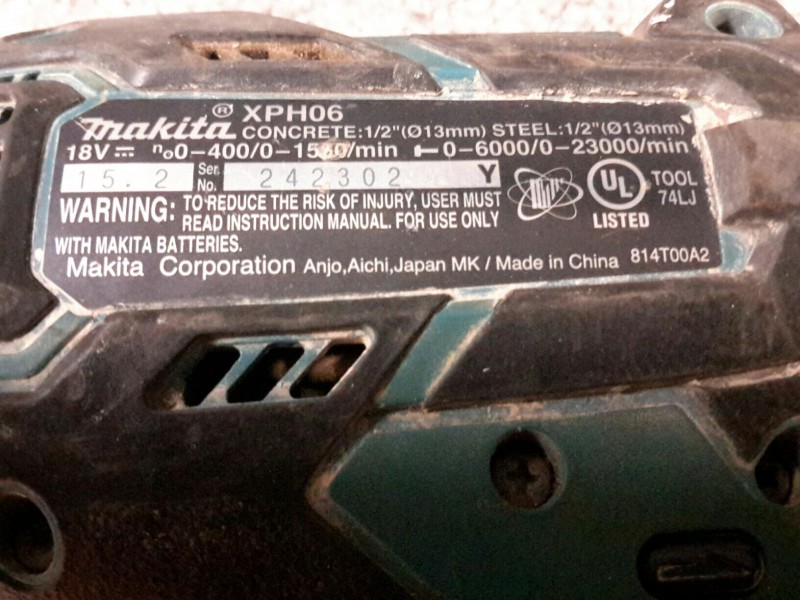 makita® XPH06
CONCRETE:1/2"(Ø13mm) STEEL:1/2"(Ø13mm)
18V⎓ n₀0-400/0-1500/min 0-6000/0-23000/min
15.2 Ser. No. 242302 Y
WARNING: TO REDUCE THE RISK OF INJURY, USER MUST
READ INSTRUCTION MANUAL. FOR USE ONLY
WITH MAKITA BATTERIES.
UL
LISTED
TOOL
74LJ
Makita Corporation Anjo,Aichi,Japan MK / Made in China 814T00A2